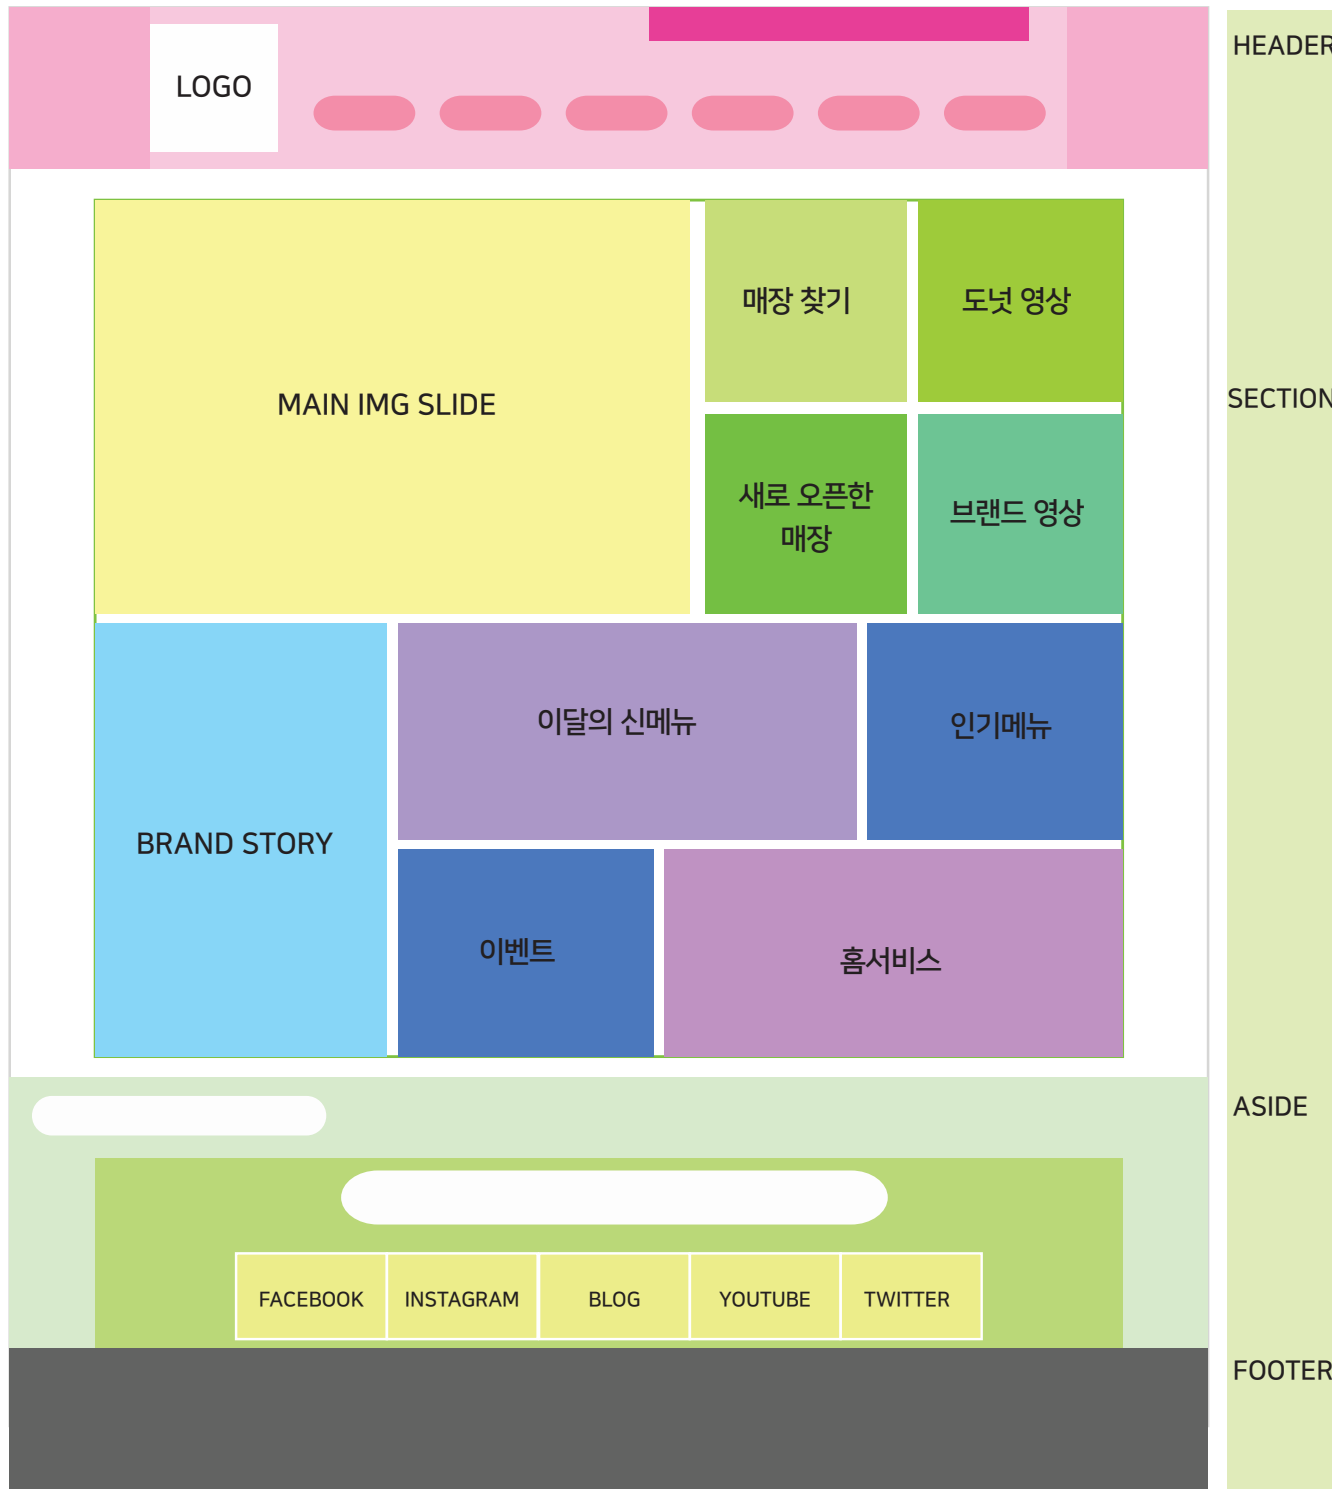 LOGO
HEADER
MAIN IMG SLIDE
매장 찾기
도넛 영상
SECTION
새로 오픈한
매장
브랜드 영상
BRAND STORY
이달의 신메뉴
인기메뉴
이벤트
홈서비스
ASIDE
FACEBOOK
INSTAGRAM
BLOG
YOUTUBE
TWITTER
FOOTER